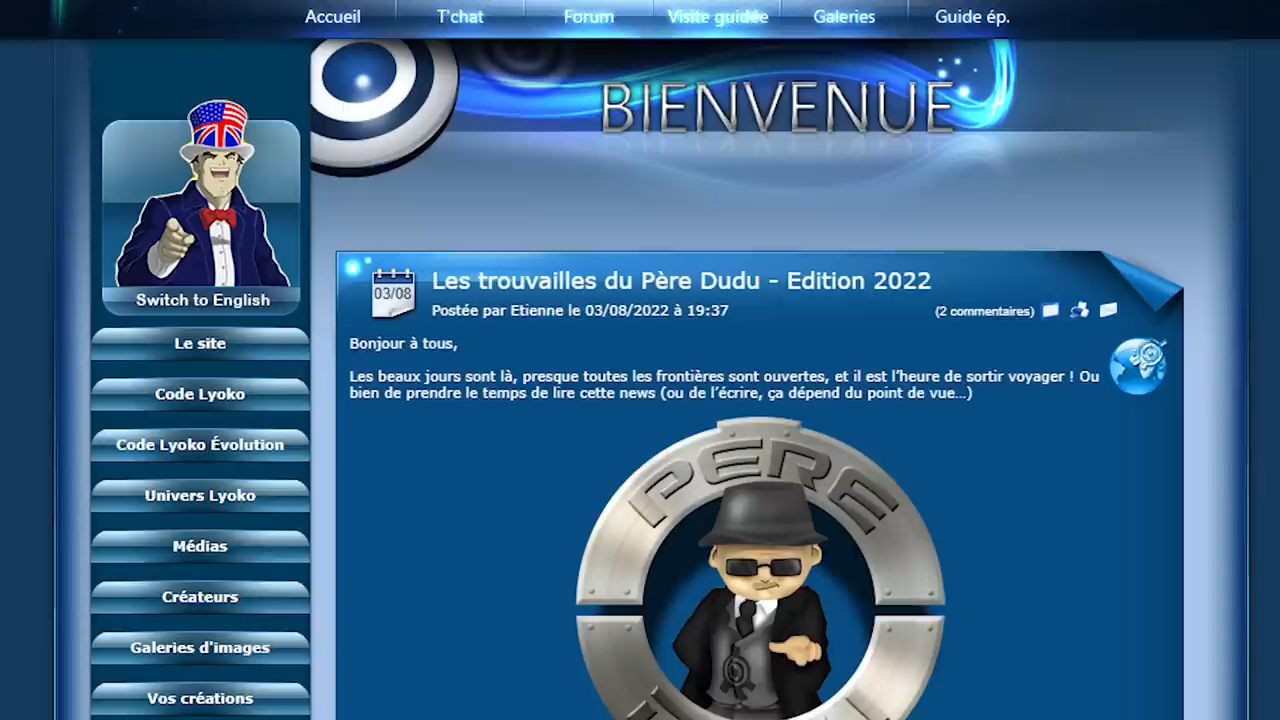 Accueil T'chat Forum Visite guidée Galeries Guide ép.
BIENVENUE
Switch to English
Le site
Code Lyoko
Code Lyoko Évolution
Univers Lyoko
Médias
Créateurs
Galeries d'images
Vos créations
03/08
Les trouvailles du Père Dudu - Edition 2022
Postée par Etienne le 03/08/2022 à 19:37
(2 commentaires)
Bonjour à tous,
Les beaux jours sont là, presque toutes les frontières sont ouvertes, et il est l’heure de sortir voyager ! Ou
bien de prendre le temps de lire cette news (ou de l’écrire, ça dépend du point de vue…)
PERE